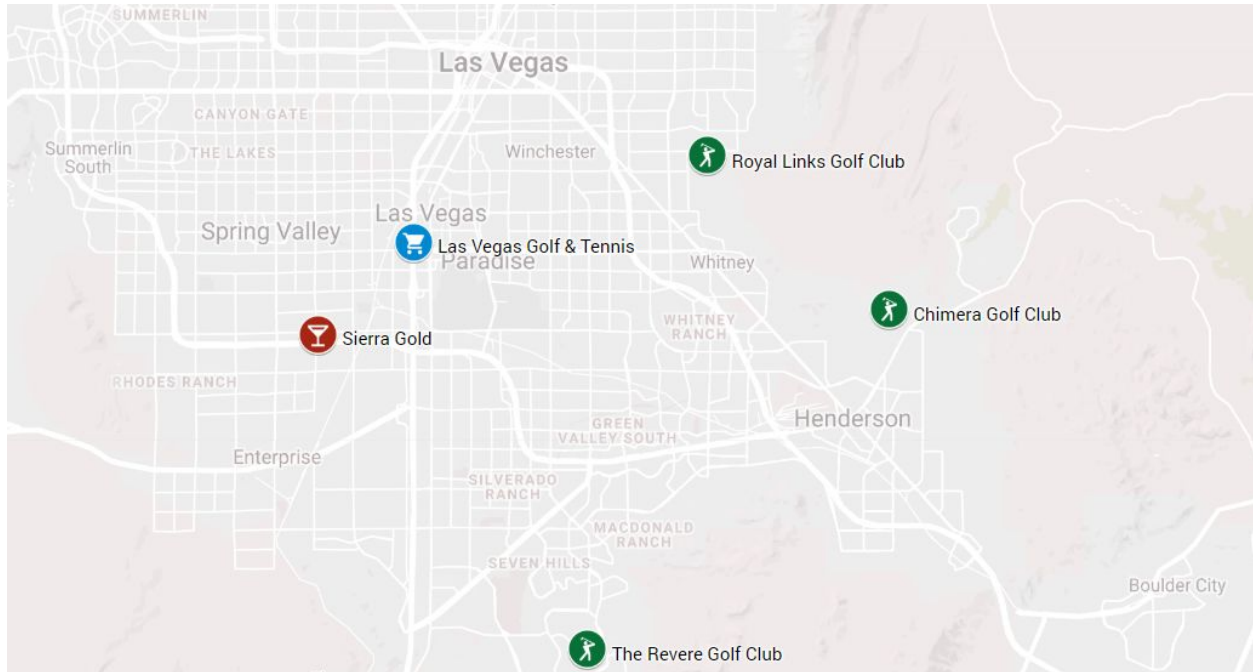 SUMMERLIN
Las Vegas
CANYON GATE
Summerlin
South
THE LAKES
Winchester
Royal Links Golf Club
Las Vegas
Spring Valley
Las Vegas Golf & Tennis
Paradise
Whitney
Chimera Golf Club
WHITNEY
RANCH
Sierra Gold
RHODES RANCH
Henderson
GREEN
VALLEY SOUTH
Enterprise
SILVERADO
RANCH
MACDONALD
RANCH
SEVEN HILLS
Boulder City
The Revere Golf Club